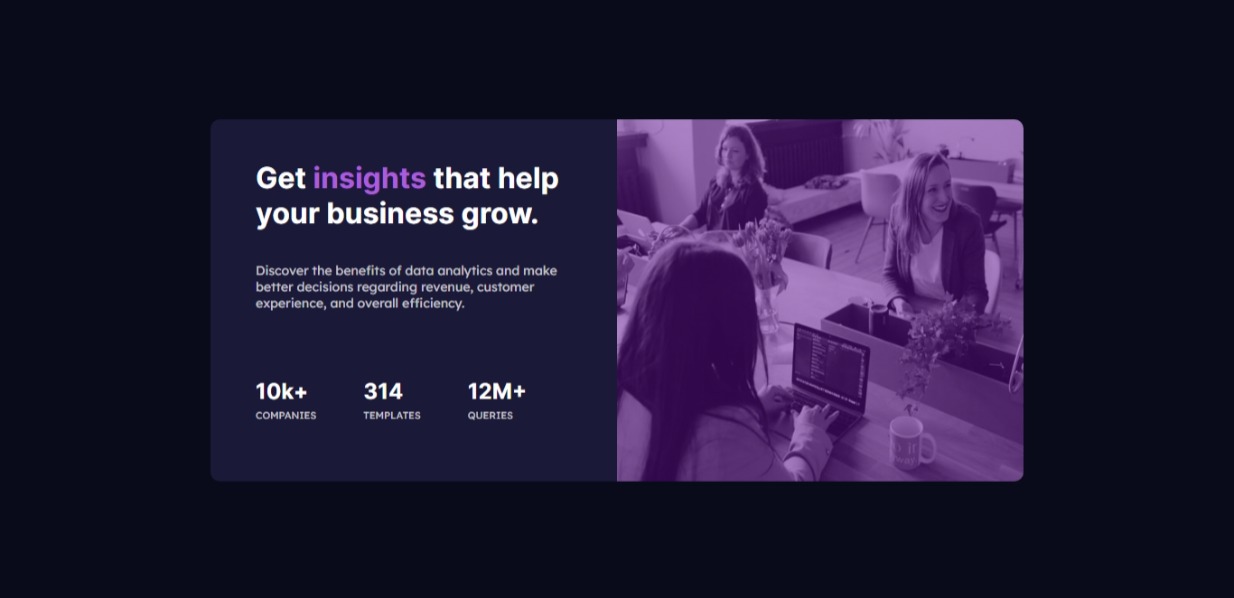 Get insights that help
your business grow.
Discover the benefits of data analytics and make
better decisions regarding revenue, customer
experience, and overall efficiency.
10k+ 314 12M+
COMPANIES TEMPLATES QUERIES